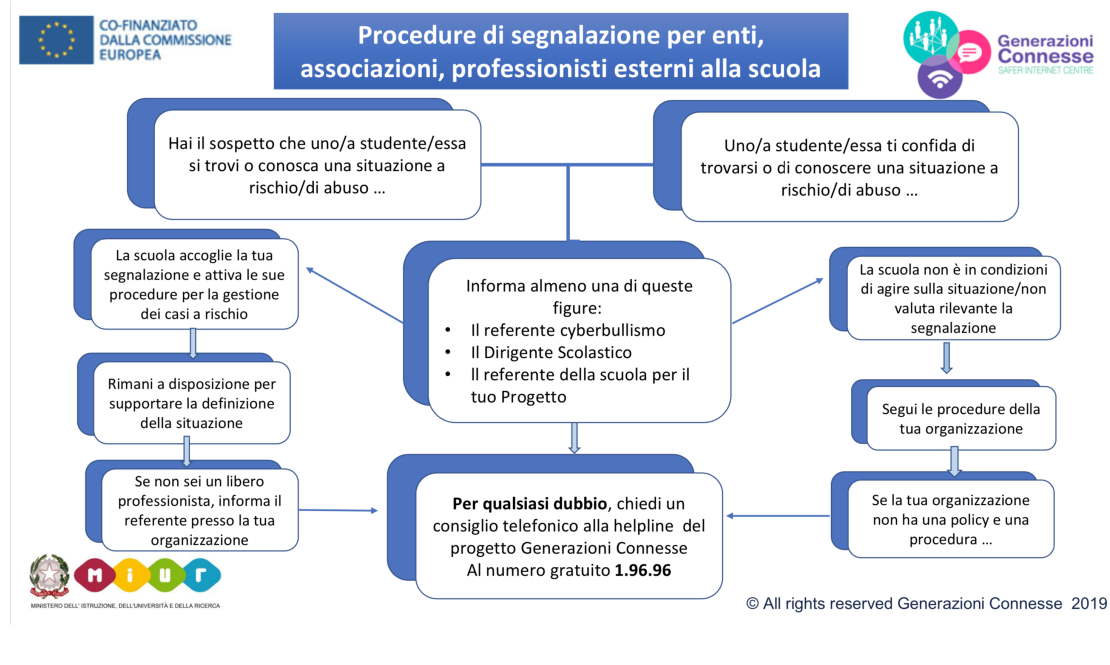 CO-FINANZIATO
DALLA COMMISSIONE
EUROPEA
Procedure di segnalazione per enti,
associazioni, professionisti esterni alla scuola
Generazioni
Connesse
SAFER INTERNET CENTRE
Hai il sospetto che uno/a studente/essa
si trovi o conosca una situazione a
rischio/di abuso …
Uno/a studente/essa ti confida di
trovarsi o di conoscere una situazione a
rischio/di abuso …
La scuola accoglie la tua
segnalazione e attiva le sue
procedure per la gestione
dei casi a rischio
Informa almeno una di queste
figure:
• Il referente cyberbullismo
• Il Dirigente Scolastico
• Il referente della scuola per il
tuo Progetto
La scuola non è in condizioni
di agire sulla situazione/non
valuta rilevante la
segnalazione
Rimani a disposizione per
supportare la definizione
della situazione
Segui le procedure della
tua organizzazione
Se non sei un libero
professionista, informa il
referente presso la tua
organizzazione
Per qualsiasi dubbio, chiedi un
consiglio telefonico alla helpline del
progetto Generazioni Connesse
Al numero gratuito 1.96.96
Se la tua organizzazione
non ha una policy e una
procedura …
MIUR
MINISTERO DELL' ISTRUZIONE, DELL'UNIVERSITÀ E DELLA RICERCA
© All rights reserved Generazioni Connesse 2019